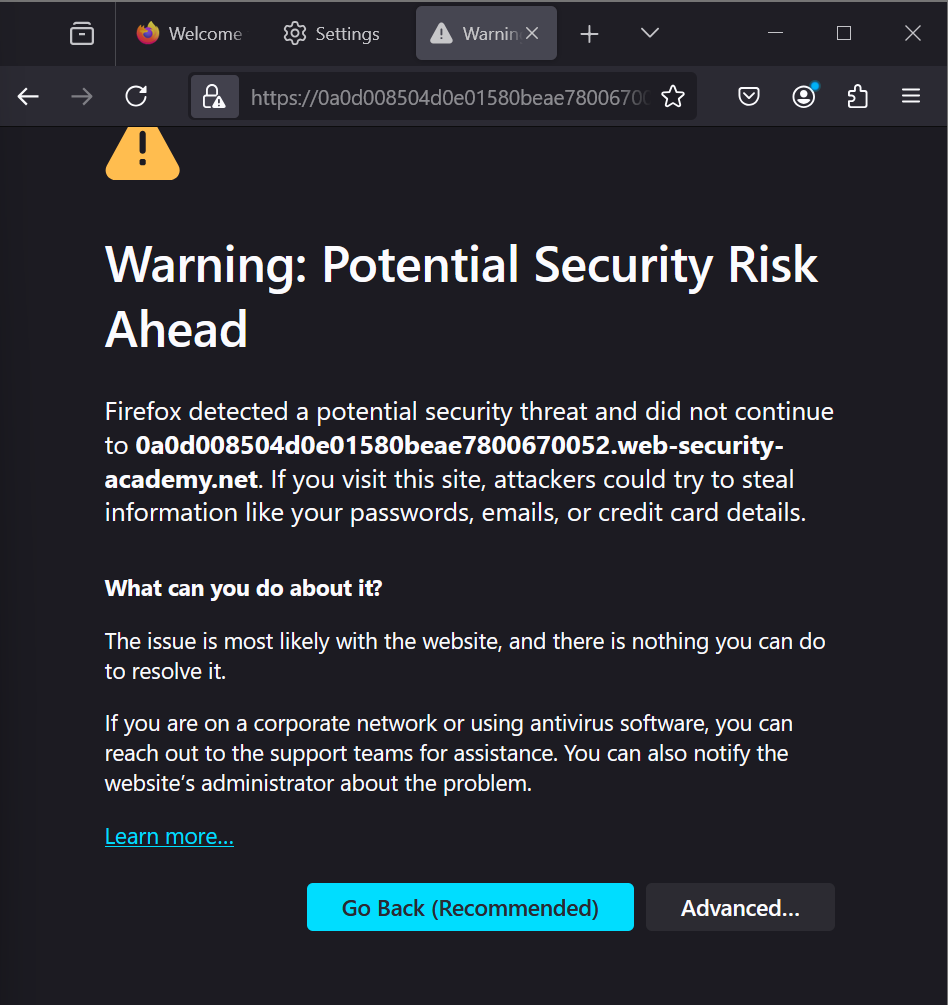 Welcome
Settings
Warnin
https://0a0d008504d0e01580beae78006700
Warning: Potential Security Risk
Ahead
Firefox detected a potential security threat and did not continue
to 0a0d008504d0e01580beae7800670052.web-security-
academy.net. If you visit this site, attackers could try to steal
information like your passwords, emails, or credit card details.
What can you do about it?
The issue is most likely with the website, and there is nothing you can do
to resolve it.
If you are on a corporate network or using antivirus software, you can
reach out to the support teams for assistance. You can also notify the
website’s administrator about the problem.
Learn more…
Go Back (Recommended)
Advanced…